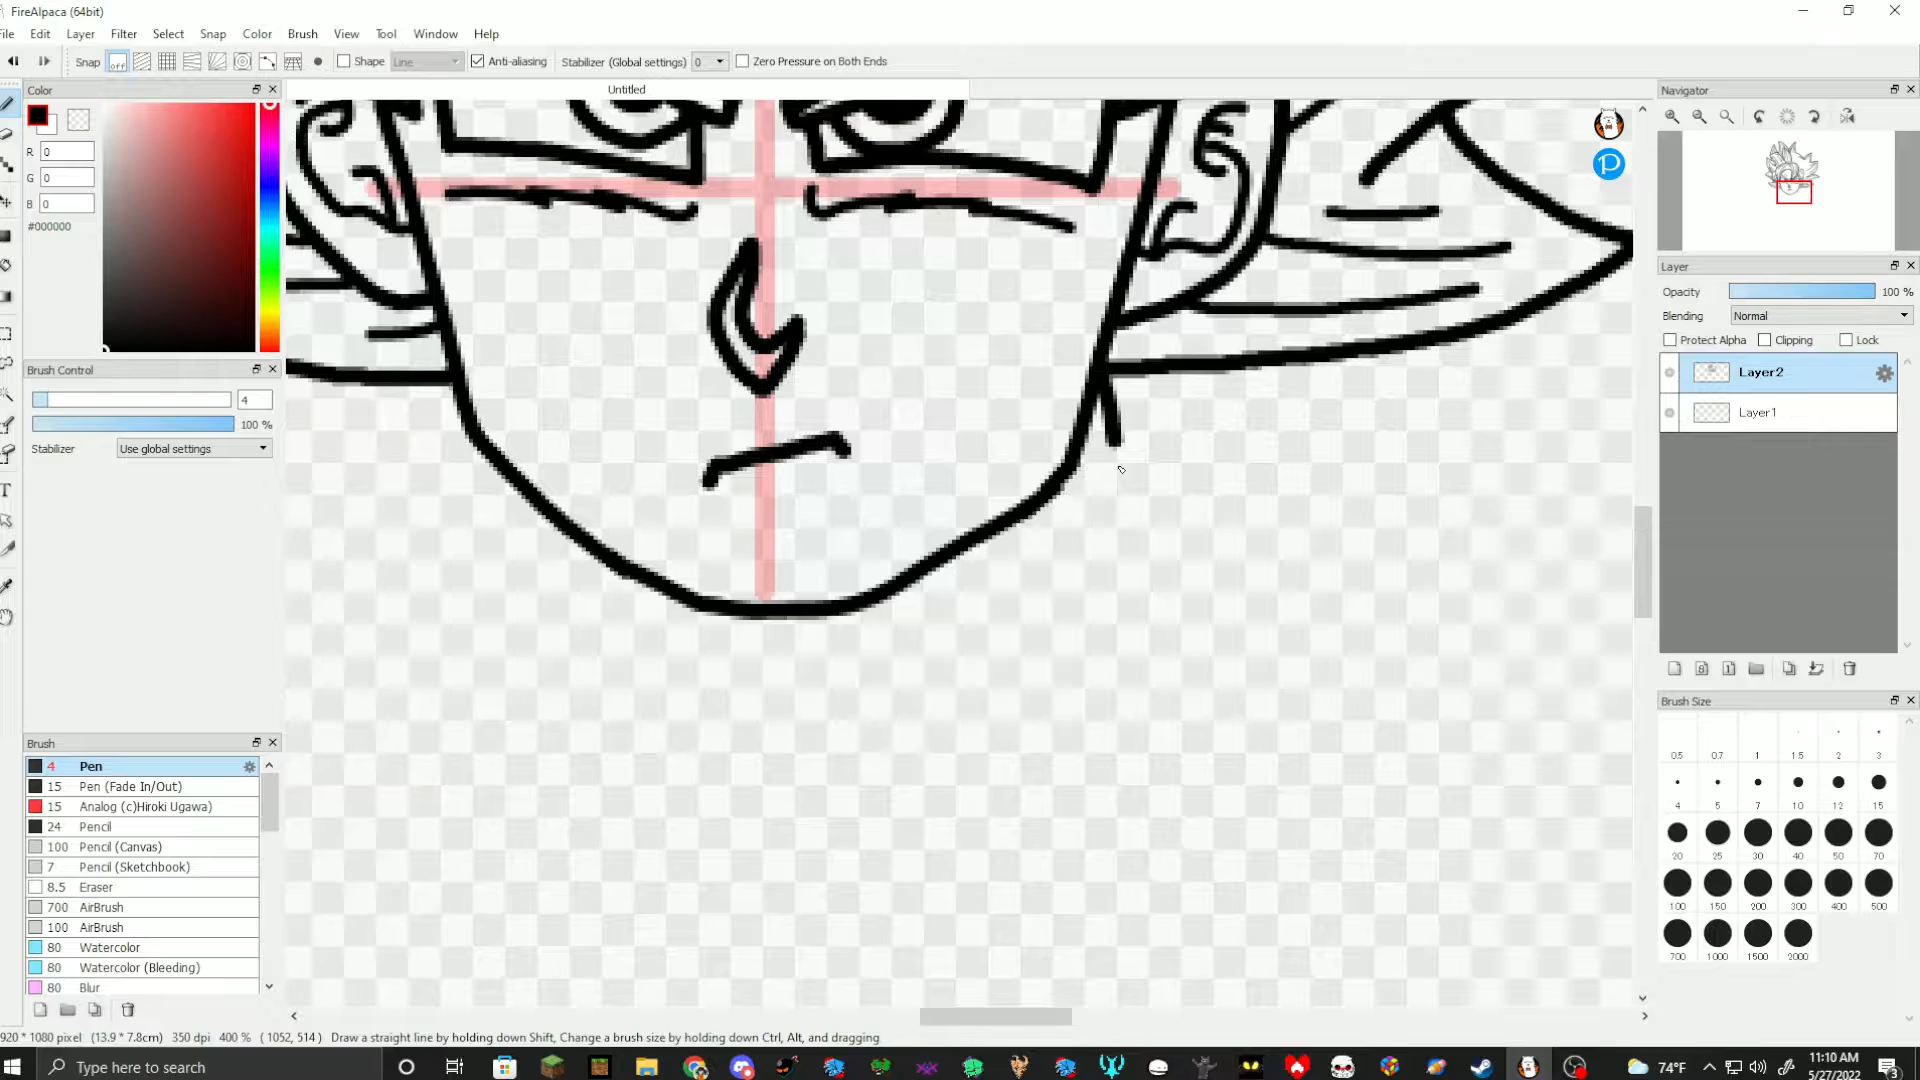 FireAlpaca (64bit)
File Edit Layer Filter Select Snap Color Brush View Tool Window Help
Snap off Shape Line Anti-aliasing Stabilizer (Global settings) 0 Zero Pressure on Both Ends
Color
Untitled
Navigator
R 0
G 0
B 0
#000000
Layer
Opacity 100 %
Blending Normal
Protect Alpha Clipping Lock
Layer2
Layer1
Brush Control
4
100 %
Stabilizer Use global settings
Brush
4 Pen
15 Pen (Fade In/Out)
15 Analog (c)Hiroki Ugawa)
24 Pencil
100 Pencil (Canvas)
7 Pencil (Sketchbook)
8.5 Eraser
700 AirBrush
100 AirBrush
80 Watercolor
80 Watercolor (Bleeding)
80 Blur
Brush Size
0.5 0.7 1 1.5 2 3
4 5 7 10 12 15
20 25 30 40 50 70
100 150 200 300 400 500
700 1000 1500 2000
920 * 1080 pixel (13.9 * 7.8cm) 350 dpi 400 % ( 1052, 514 ) Draw a straight line by holding down Shift, Change a brush size by holding down Ctrl, Alt, and dragging
Type here to search
74°F
11:10 AM
5/27/2022
3